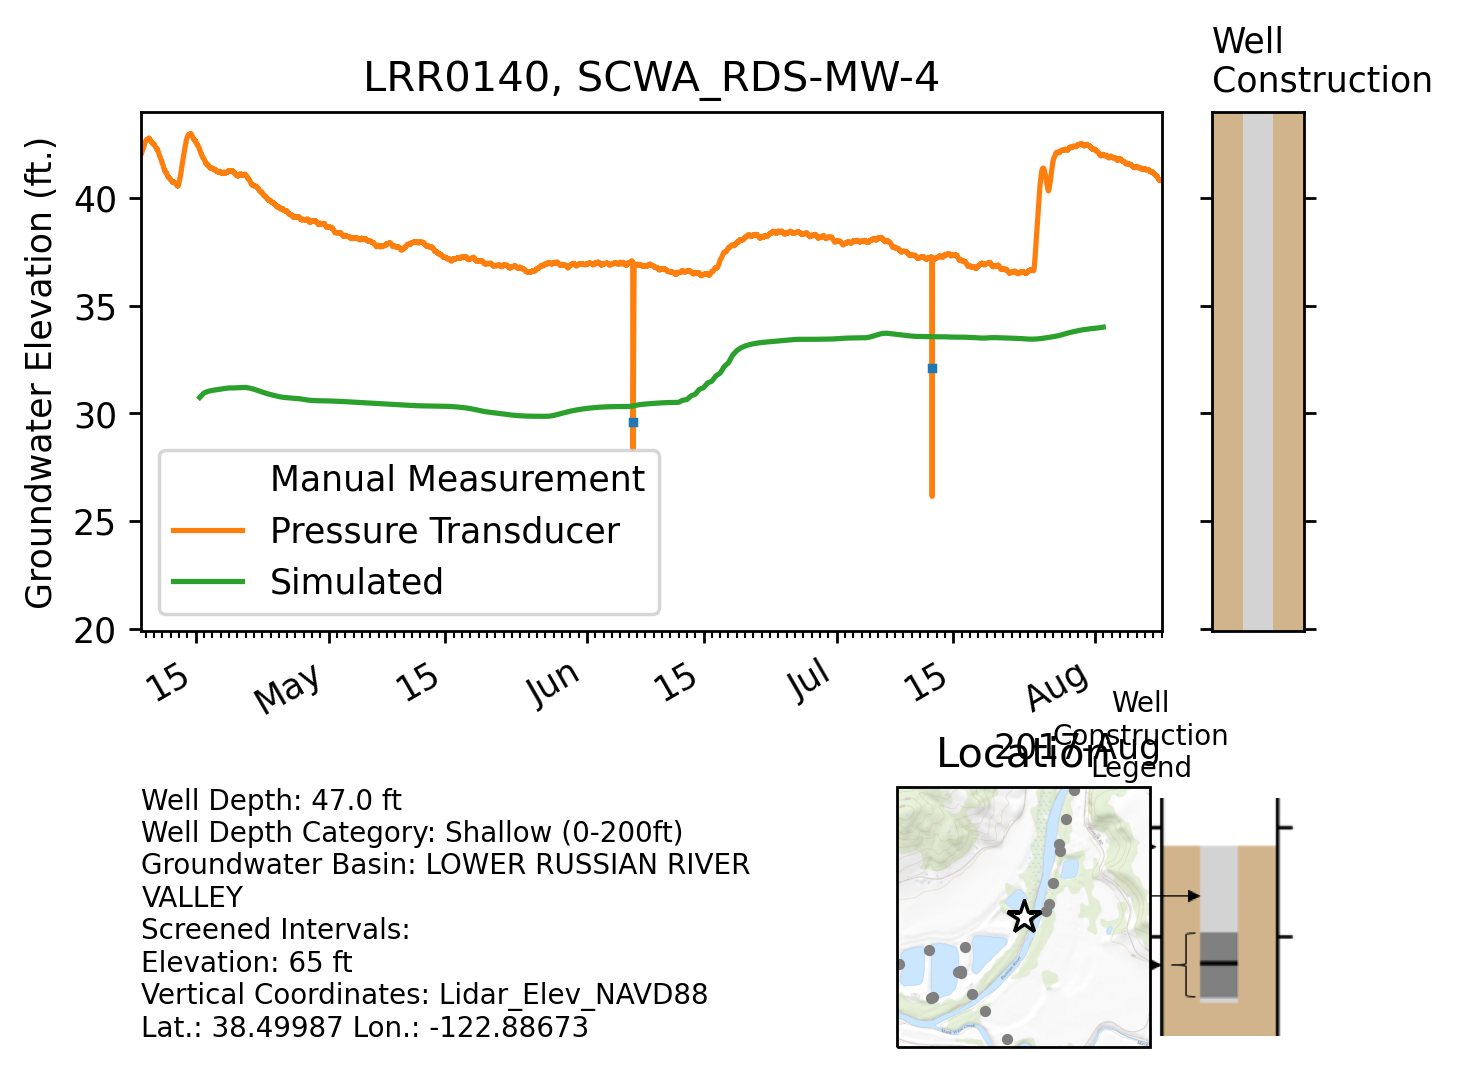 Well
Construction
LRR0140, SCWA_RDS-MW-4
Groundwater Elevation (ft.)
40
35
30
25
20
Manual Measurement
Pressure Transducer
Simulated
15
May
15
Jun
15
Jul
15
Aug
2017-Aug
Well
Construction
Legend
Location
Well Depth: 47.0 ft
Well Depth Category: Shallow (0-200ft)
Groundwater Basin: LOWER RUSSIAN RIVER
VALLEY
Screened Intervals:
Elevation: 65 ft
Vertical Coordinates: Lidar_Elev_NAVD88
Lat.: 38.49987 Lon.: -122.88673